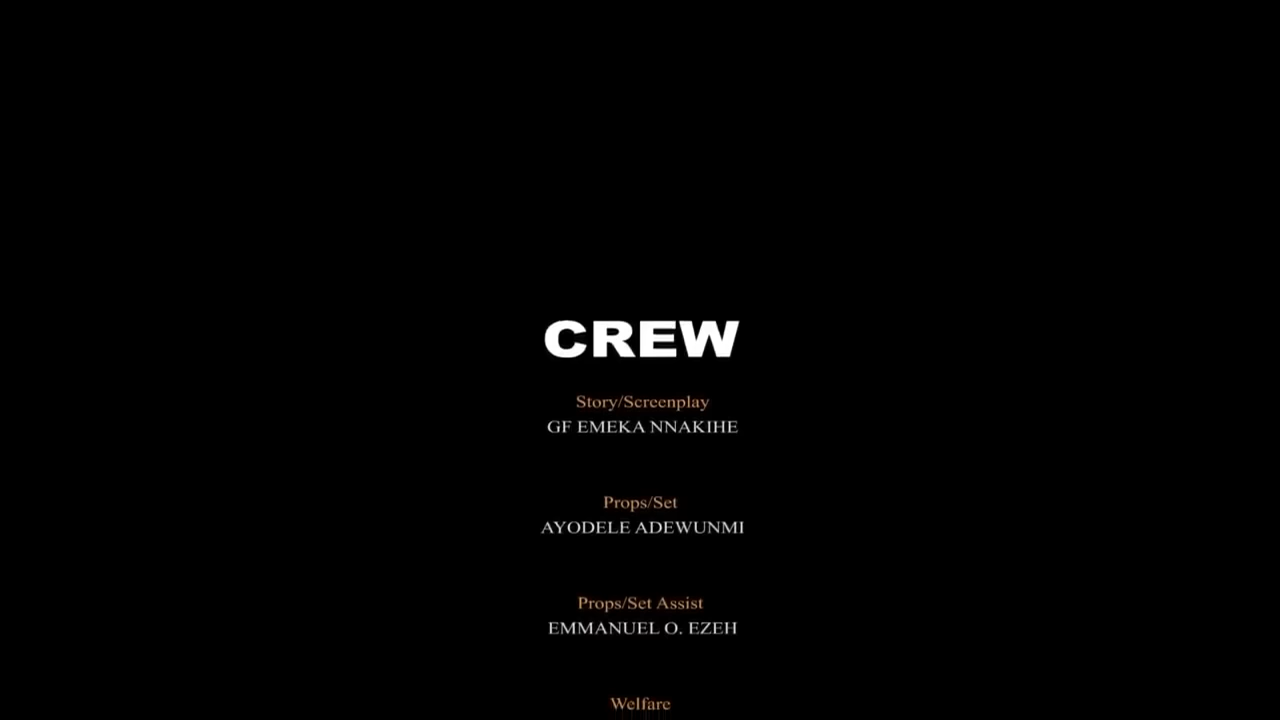 CREW
Story/Screenplay
GF EMEKA NNAKIHE
Props/Set
AYODELE ADEWUNMI
Props/Set Assist
EMMANUEL O. EZEH
Welfare